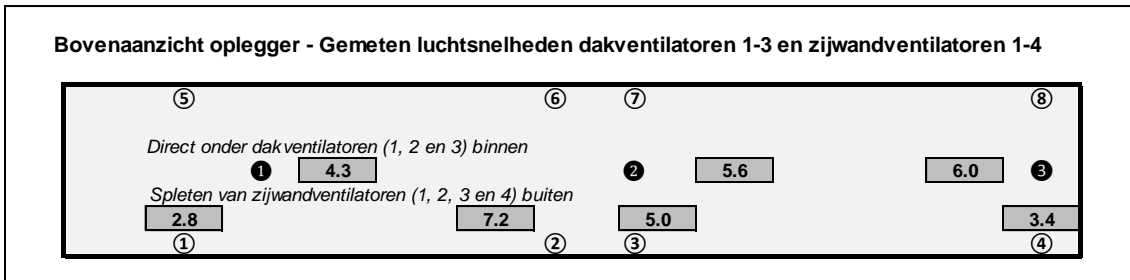 Bovenaanzicht oplegger - Gemeten luchtsnelheden dakventilatoren 1-3 en zijwandventilatoren 1-4
⑤ ⑥ ⑦ ⑧
Direct onder dakventilatoren (1, 2 en 3) binnen
❶ 4.3 ❷ 5.6 6.0 ❸
Spleten van zijwandventilatoren (1, 2, 3 en 4) buiten
2.8 7.2 5.0 3.4
① ② ③ ④